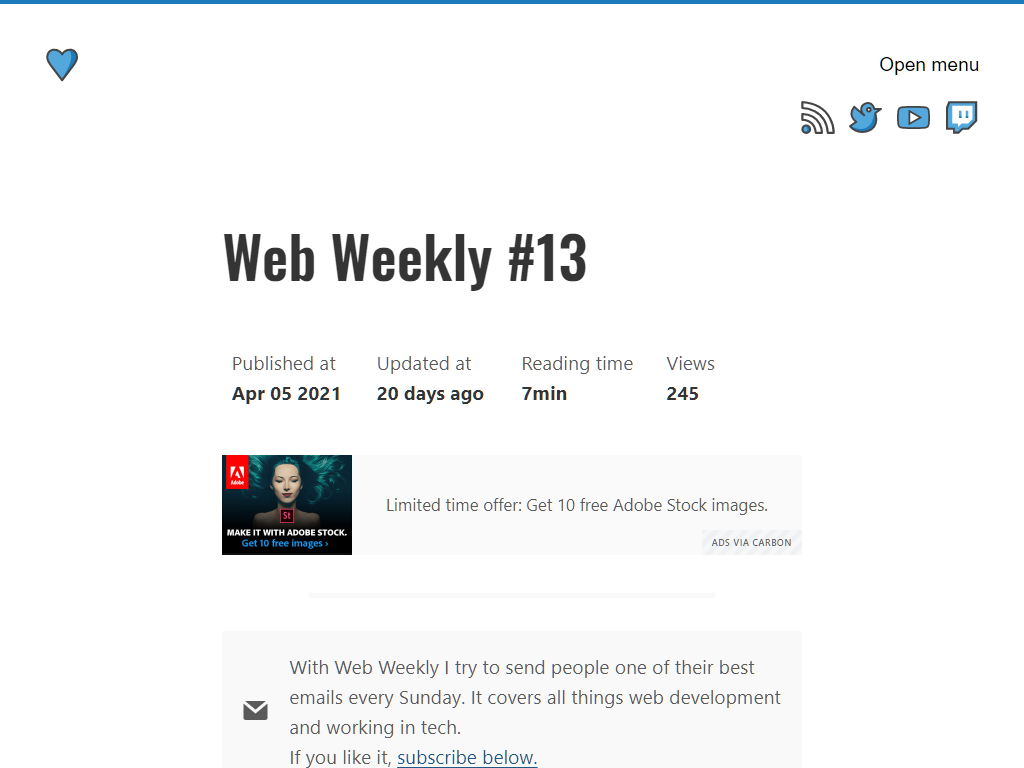 Open menu
Web Weekly #13
Published at
Apr 05 2021
Updated at
20 days ago
Reading time
7min
Views
245
Adobe
St
MAKE IT WITH ADOBE STOCK.
Get 10 free images ›
Limited time offer: Get 10 free Adobe Stock images.
ADS VIA CARBON
With Web Weekly I try to send people one of their best
emails every Sunday. It covers all things web development
and working in tech.
If you like it, subscribe below.